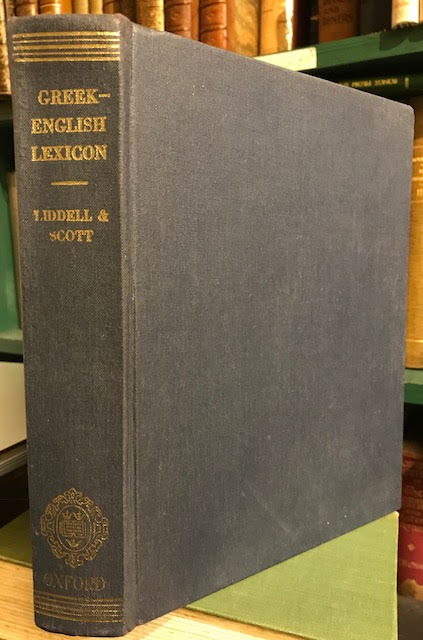 GREEK—
ENGLISH
LEXICON
LIDDELL &
SCOTT
OXFORD